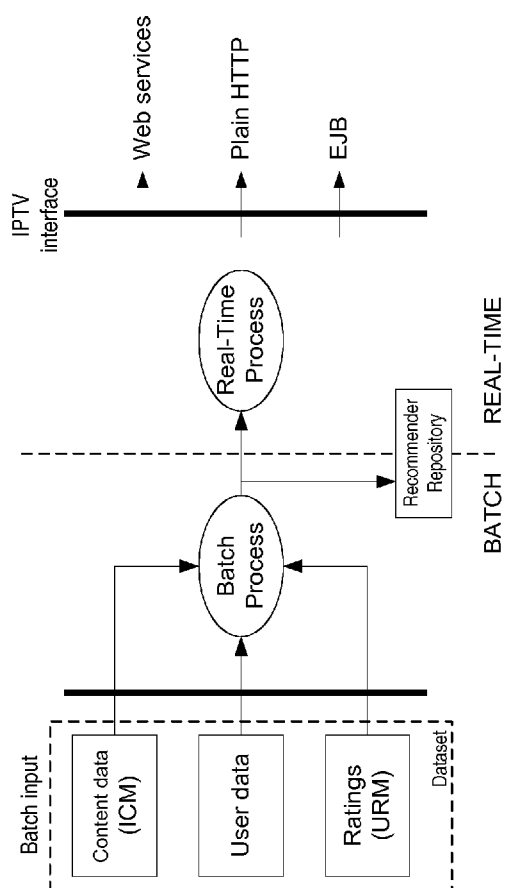 Batch input
Content data
(ICM)
User data
Ratings
(URM)
Dataset
Batch
Process
BATCH
Recommender
Repository
REAL-TIME
Real-Time
Process
IPTV
interface
Web services
Plain HTTP
EJB